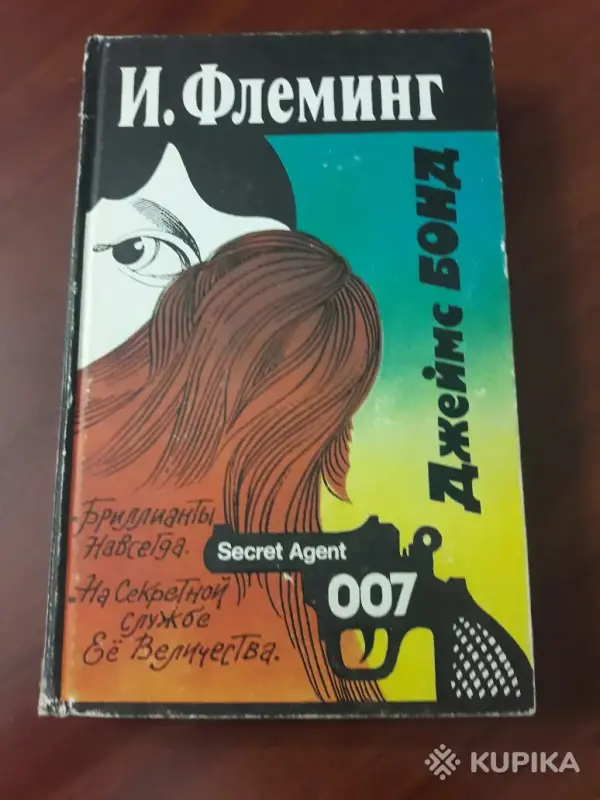 И. Флеминг
Джеймс БОНД
-Бриллианты
навсегда.
-На Секретной
службе
Её Величества.
Secret Agent
007
KUPIKA